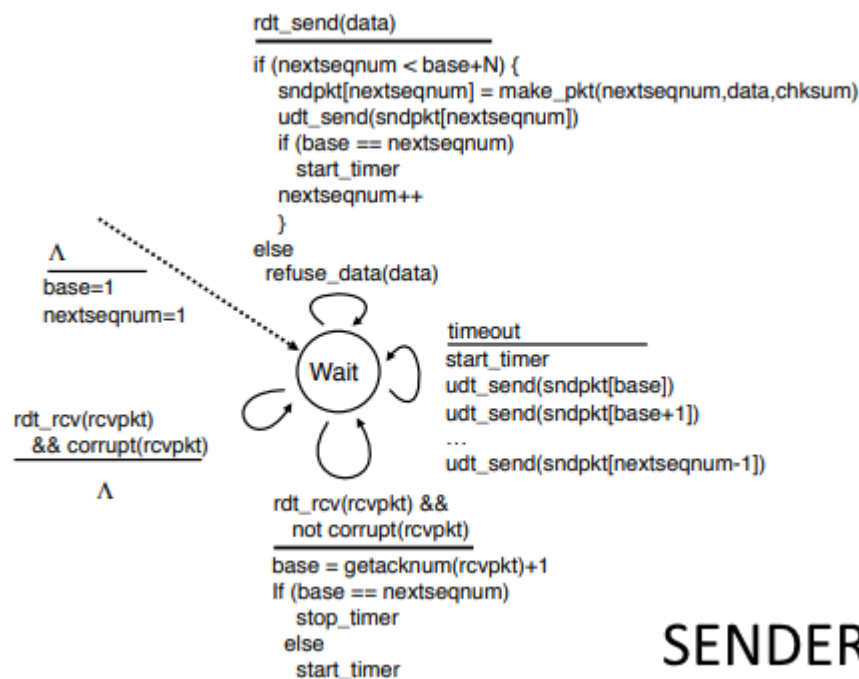 rdt_send(data)
if (nextseqnum < base+N) {
sndpkt[nextseqnum] = make_pkt(nextseqnum,data,chksum)
udt_send(sndpkt[nextseqnum])
if (base == nextseqnum)
start_timer
nextseqnum++
}
else
refuse_data(data)
Λ
base=1
nextseqnum=1
Wait
timeout
start_timer
udt_send(sndpkt[base])
udt_send(sndpkt[base+1])
…
udt_send(sndpkt[nextseqnum-1])
rdt_rcv(rcvpkt)
&& corrupt(rcvpkt)
Λ
rdt_rcv(rcvpkt) &&
not corrupt(rcvpkt)
base = getacknum(rcvpkt)+1
If (base == nextseqnum)
stop_timer
else
start_timer
SENDER